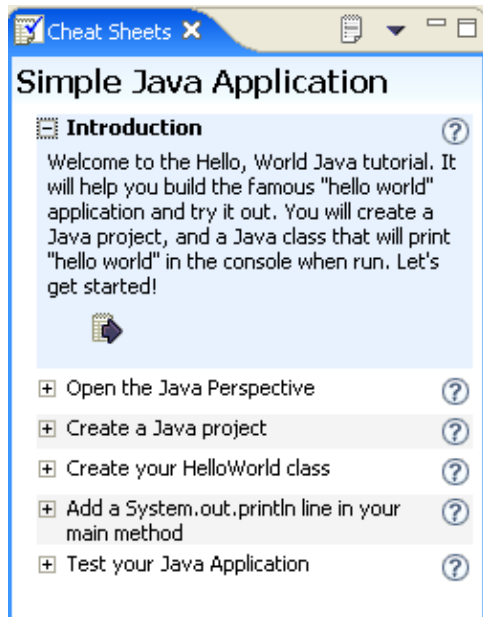 Cheat Sheets
Simple Java Application
Introduction
Welcome to the Hello, World Java tutorial. It
will help you build the famous "hello world"
application and try it out. You will create a
Java project, and a Java class that will print
"hello world" in the console when run. Let's
get started!
Open the Java Perspective
Create a Java project
Create your HelloWorld class
Add a System.out.println line in your
main method
Test your Java Application